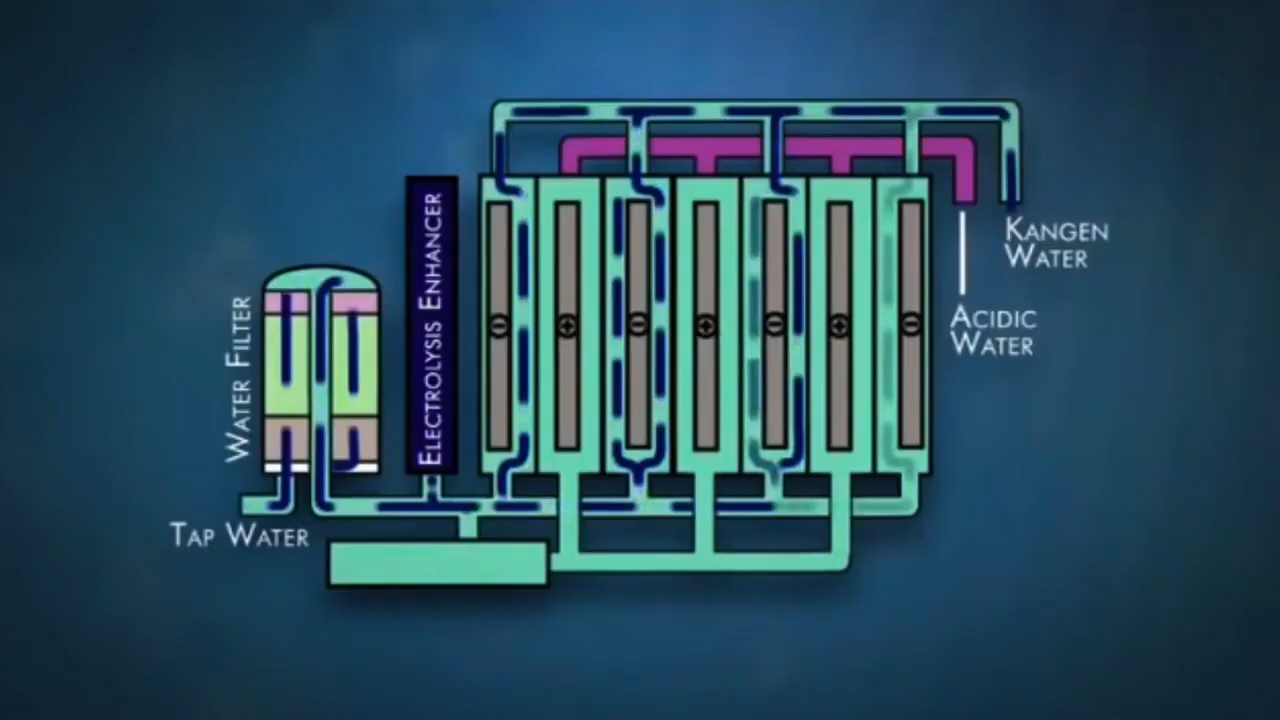 Kangen
Water
Acidic
Water
Electrolysis Enhancer
Water Filter
Tap Water